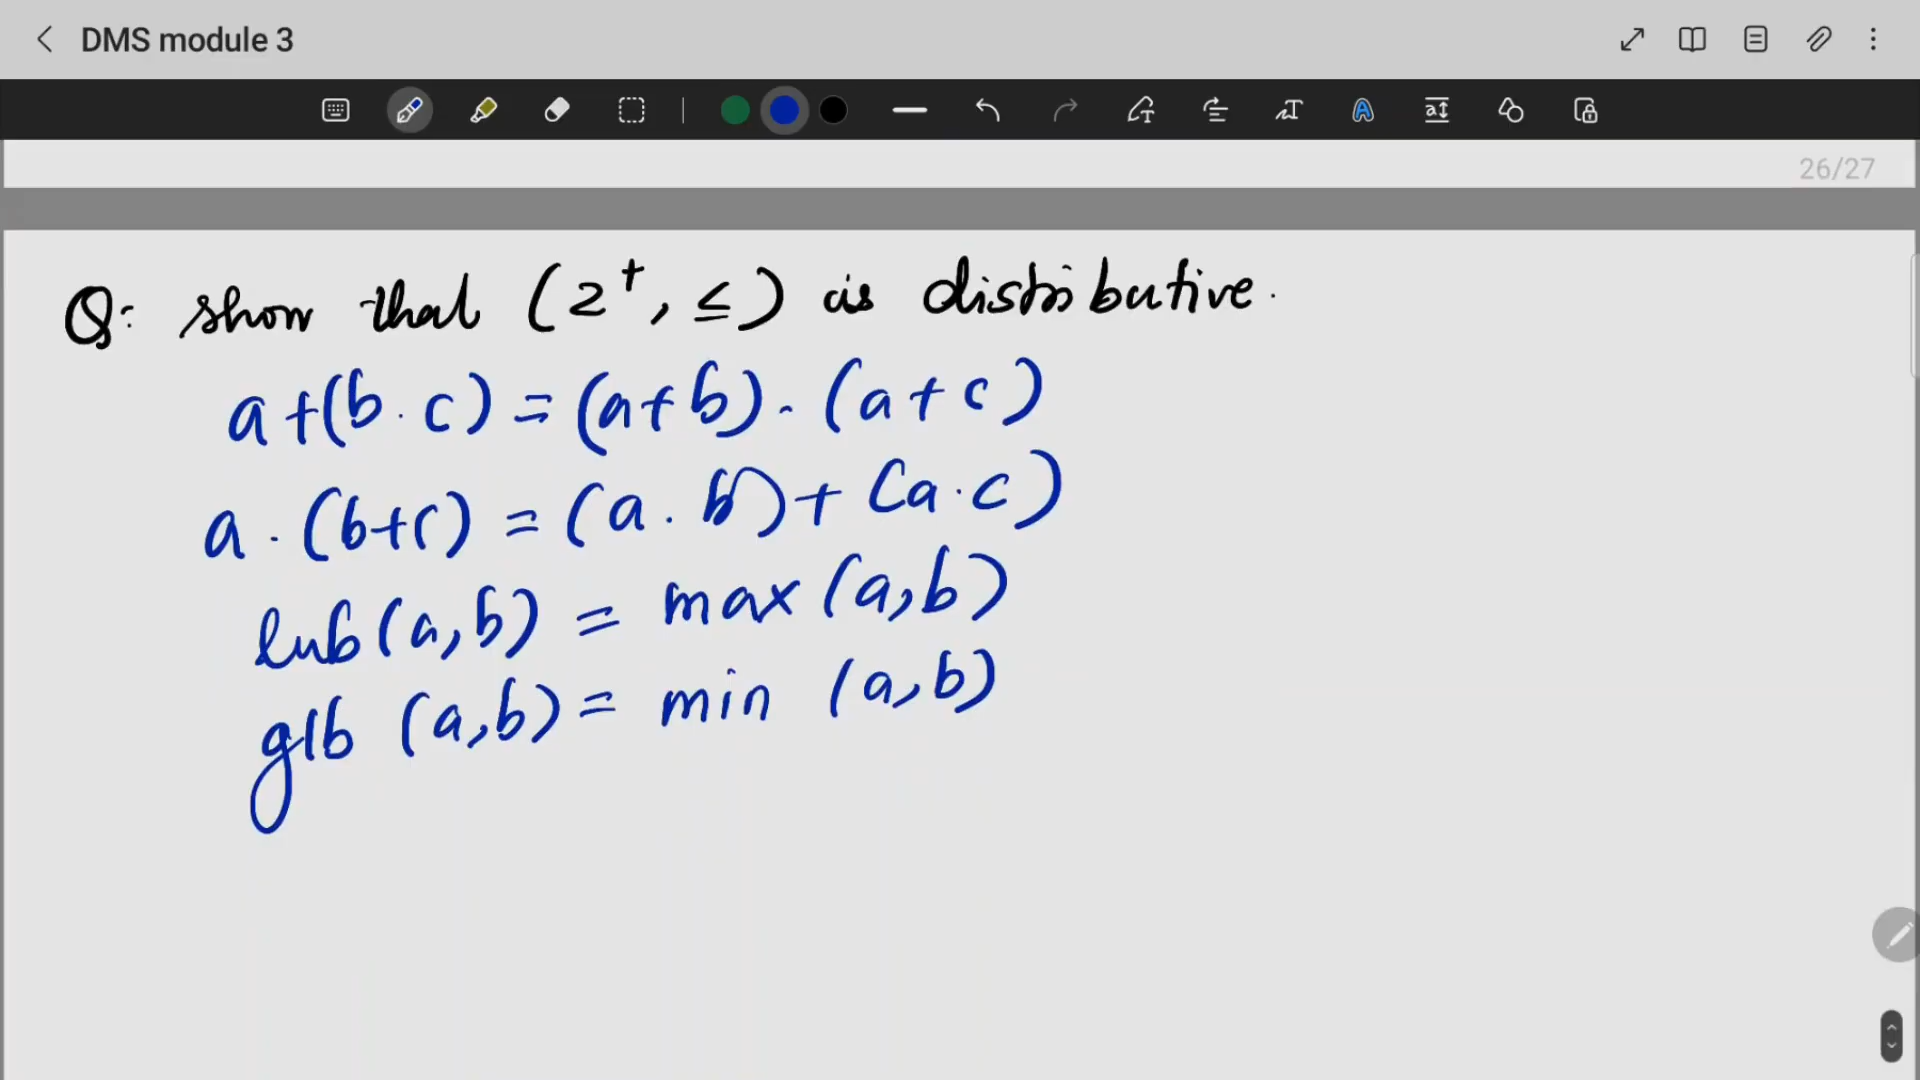 DMS module 3
26/27
Q: show that (Z⁺, ≤) is distributive.
a+(b·c) = (a+b)·(a+c)
a·(b+c) = (a·b)+(a·c)
lub(a,b) = max(a,b)
glb(a,b) = min(a,b)